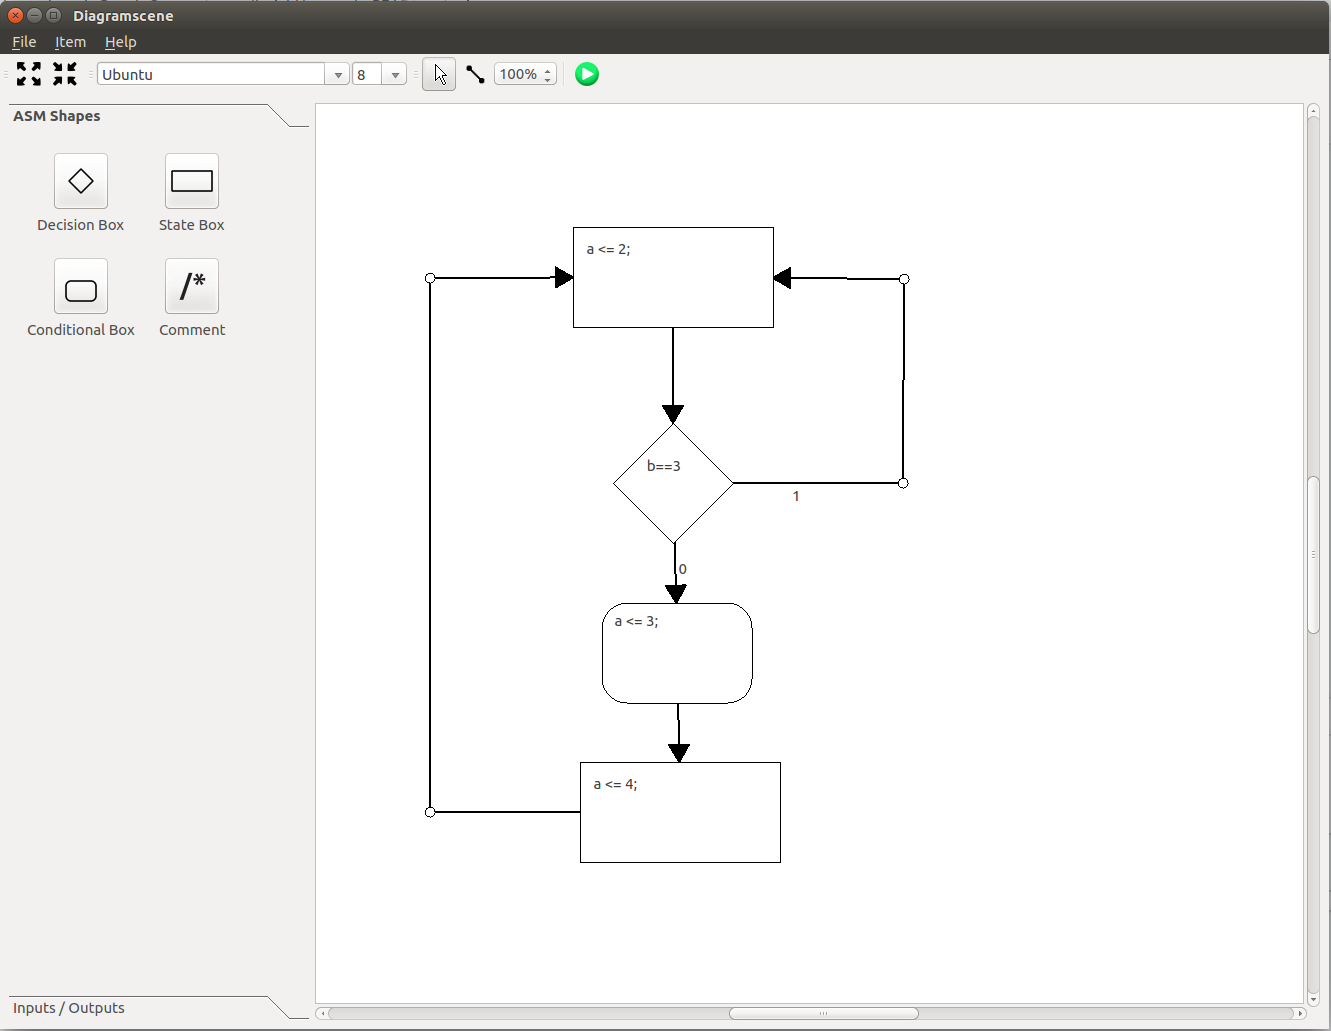 Diagramscene
File Item Help
Ubuntu 8 100%
ASM Shapes
Decision Box State Box
/*
Conditional Box Comment
a <= 2;
b==3
1
0
a <= 3;
a <= 4;
Inputs / Outputs